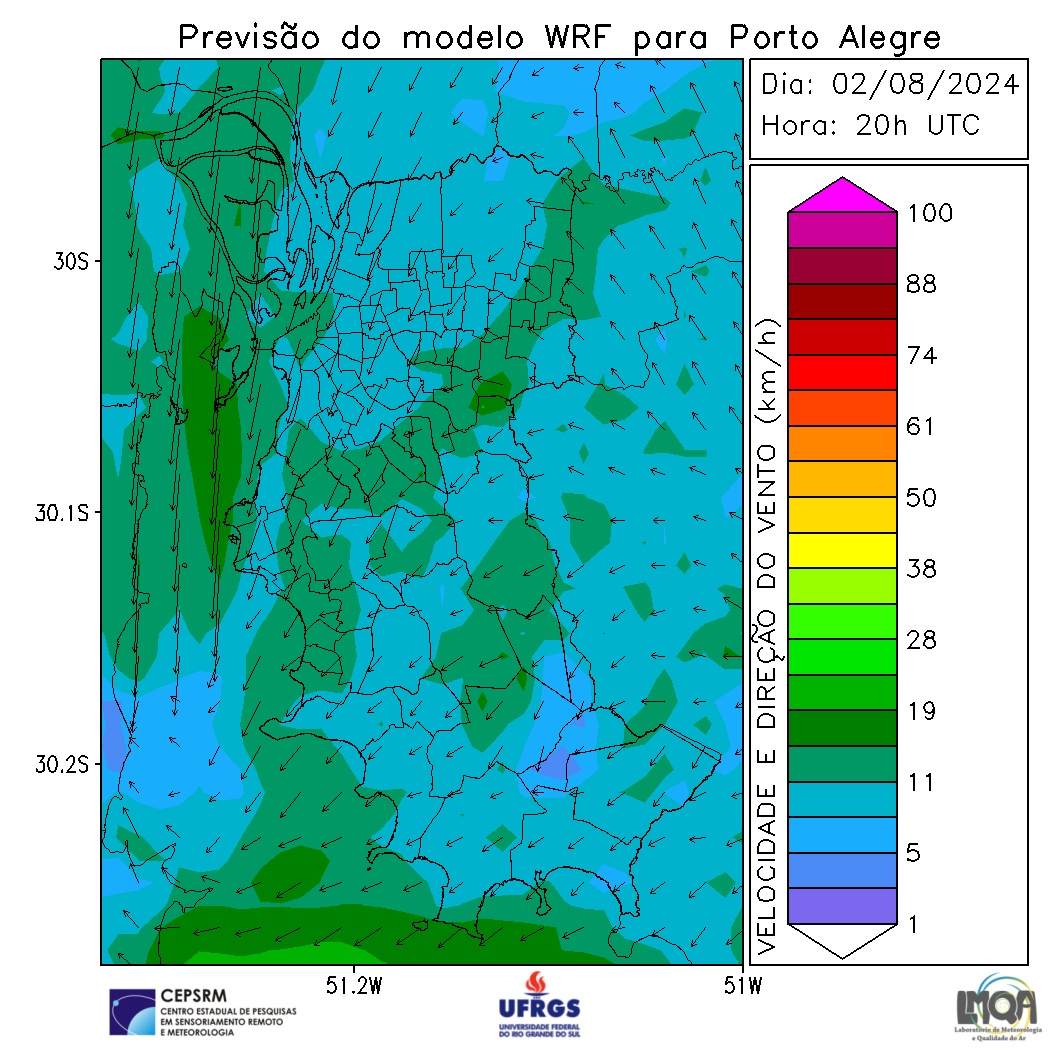 Previsão do modelo WRF para Porto Alegre
Dia: 02/08/2024
Hora: 20h UTC
30S
30.1S
30.2S
51.2W
51W
VELOCIDADE E DIREÇÃO DO VENTO (km/h)
100
88
74
61
50
38
28
19
11
5
1
CEPSRM
CENTRO ESTADUAL DE PESQUISAS
EM SENSORIAMENTO REMOTO
E METEOROLOGIA
UFRGS
UNIVERSIDADE FEDERAL
DO RIO GRANDE DO SUL
LMQA
Laboratório de Meteorologia
e Qualidade do Ar